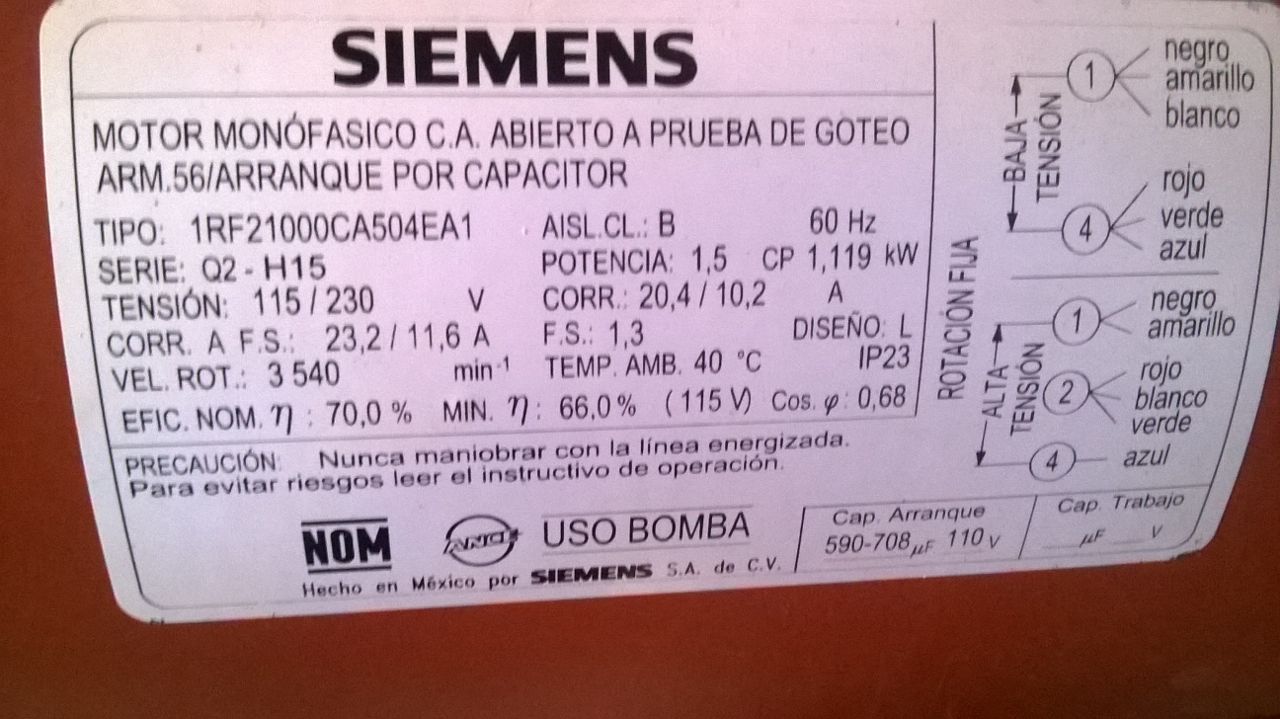 SIEMENS
MOTOR MONÓFASICO C.A. ABIERTO A PRUEBA DE GOTEO
ARM.56/ARRANQUE POR CAPACITOR
TIPO: 1RF21000CA504EA1 AISL.CL.: B 60 Hz
SERIE: Q2 - H15 POTENCIA: 1,5 CP 1,119 kW
TENSIÓN: 115 / 230 V CORR.: 20,4 / 10,2 A
CORR. A F.S.: 23,2 / 11,6 A F.S.: 1,3 DISEÑO: L
VEL. ROT.: 3 540 min-1 TEMP. AMB. 40 °C IP23
EFIC. NOM. η : 70,0 % MIN. η : 66,0% (115 V) Cos. φ : 0,68
PRECAUCIÓN: Nunca maniobrar con la línea energizada.
Para evitar riesgos leer el instructivo de operación.
NOM ANCE USO BOMBA
Hecho en México por SIEMENS S.A. de C.V.
Cap. Arranque
590-708 µF 110 V
Cap. Trabajo
µF V
ROTACIÓN FIJA
BAJA TENSIÓN
1 negro
amarillo
blanco
4 rojo
verde
azul
ALTA TENSIÓN
1 negro
amarillo
2 rojo
blanco
verde
4 azul